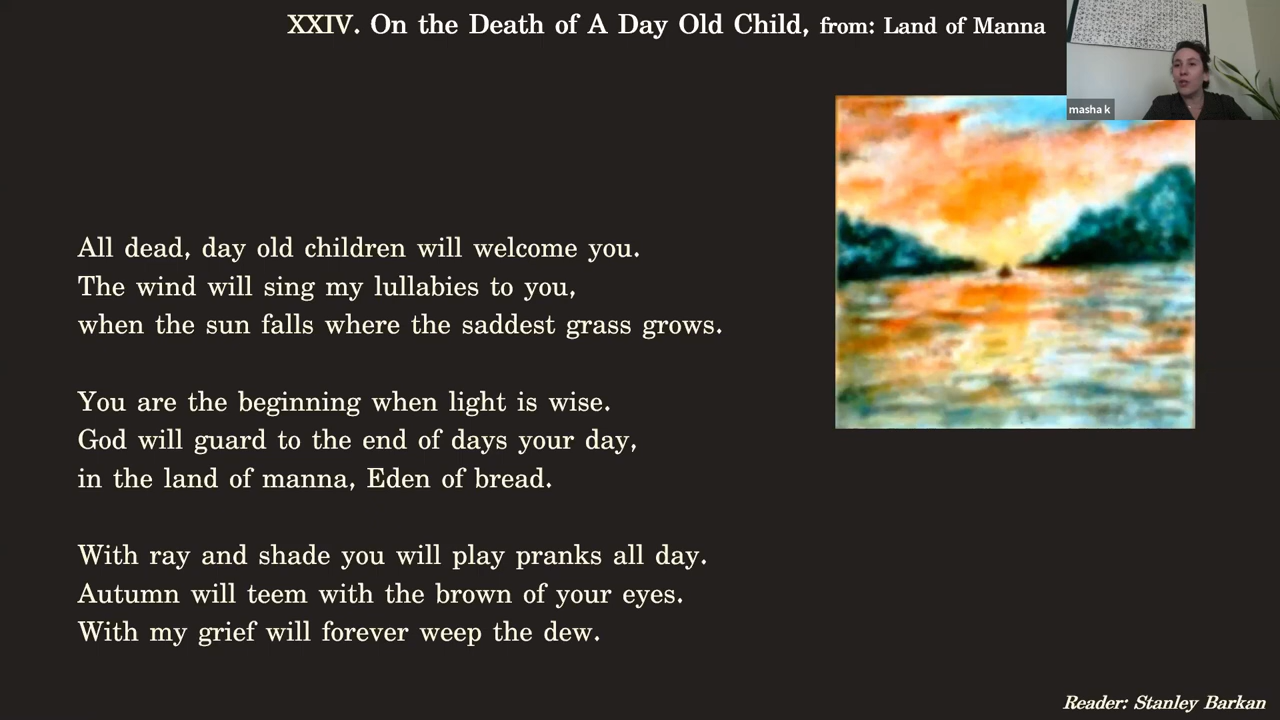 XXIV. On the Death of A Day Old Child, from: Land of Manna
masha k
All dead, day old children will welcome you.
The wind will sing my lullabies to you,
when the sun falls where the saddest grass grows.
You are the beginning when light is wise.
God will guard to the end of days your day,
in the land of manna, Eden of bread.
With ray and shade you will play pranks all day.
Autumn will teem with the brown of your eyes.
With my grief will forever weep the dew.
Reader: Stanley Barkan